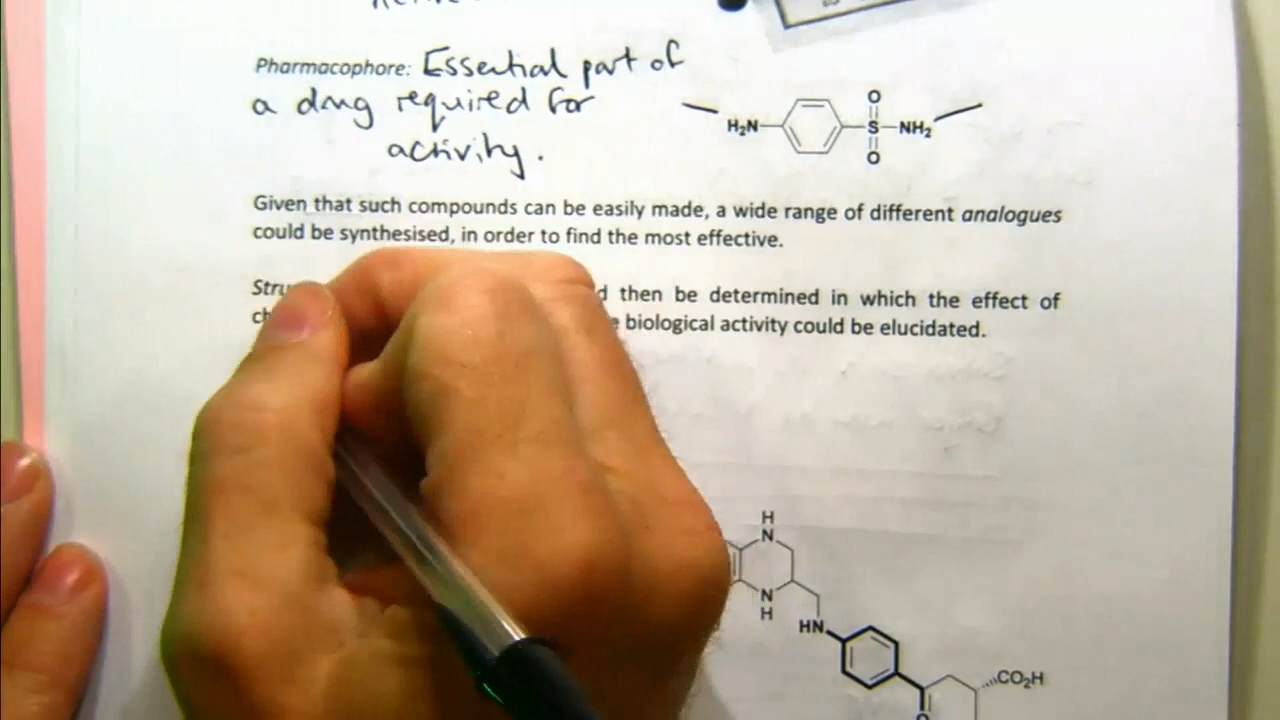 Pharmacophore: Essential part of
a drug required for
activity.
O
H₂N S NH₂
O
Given that such compounds can be easily made, a wide range of different analogues
could be synthesised, in order to find the most effective.
then be determined in which the effect of
biological activity could be elucidated.
H
N
N
H
HN
CO₂H